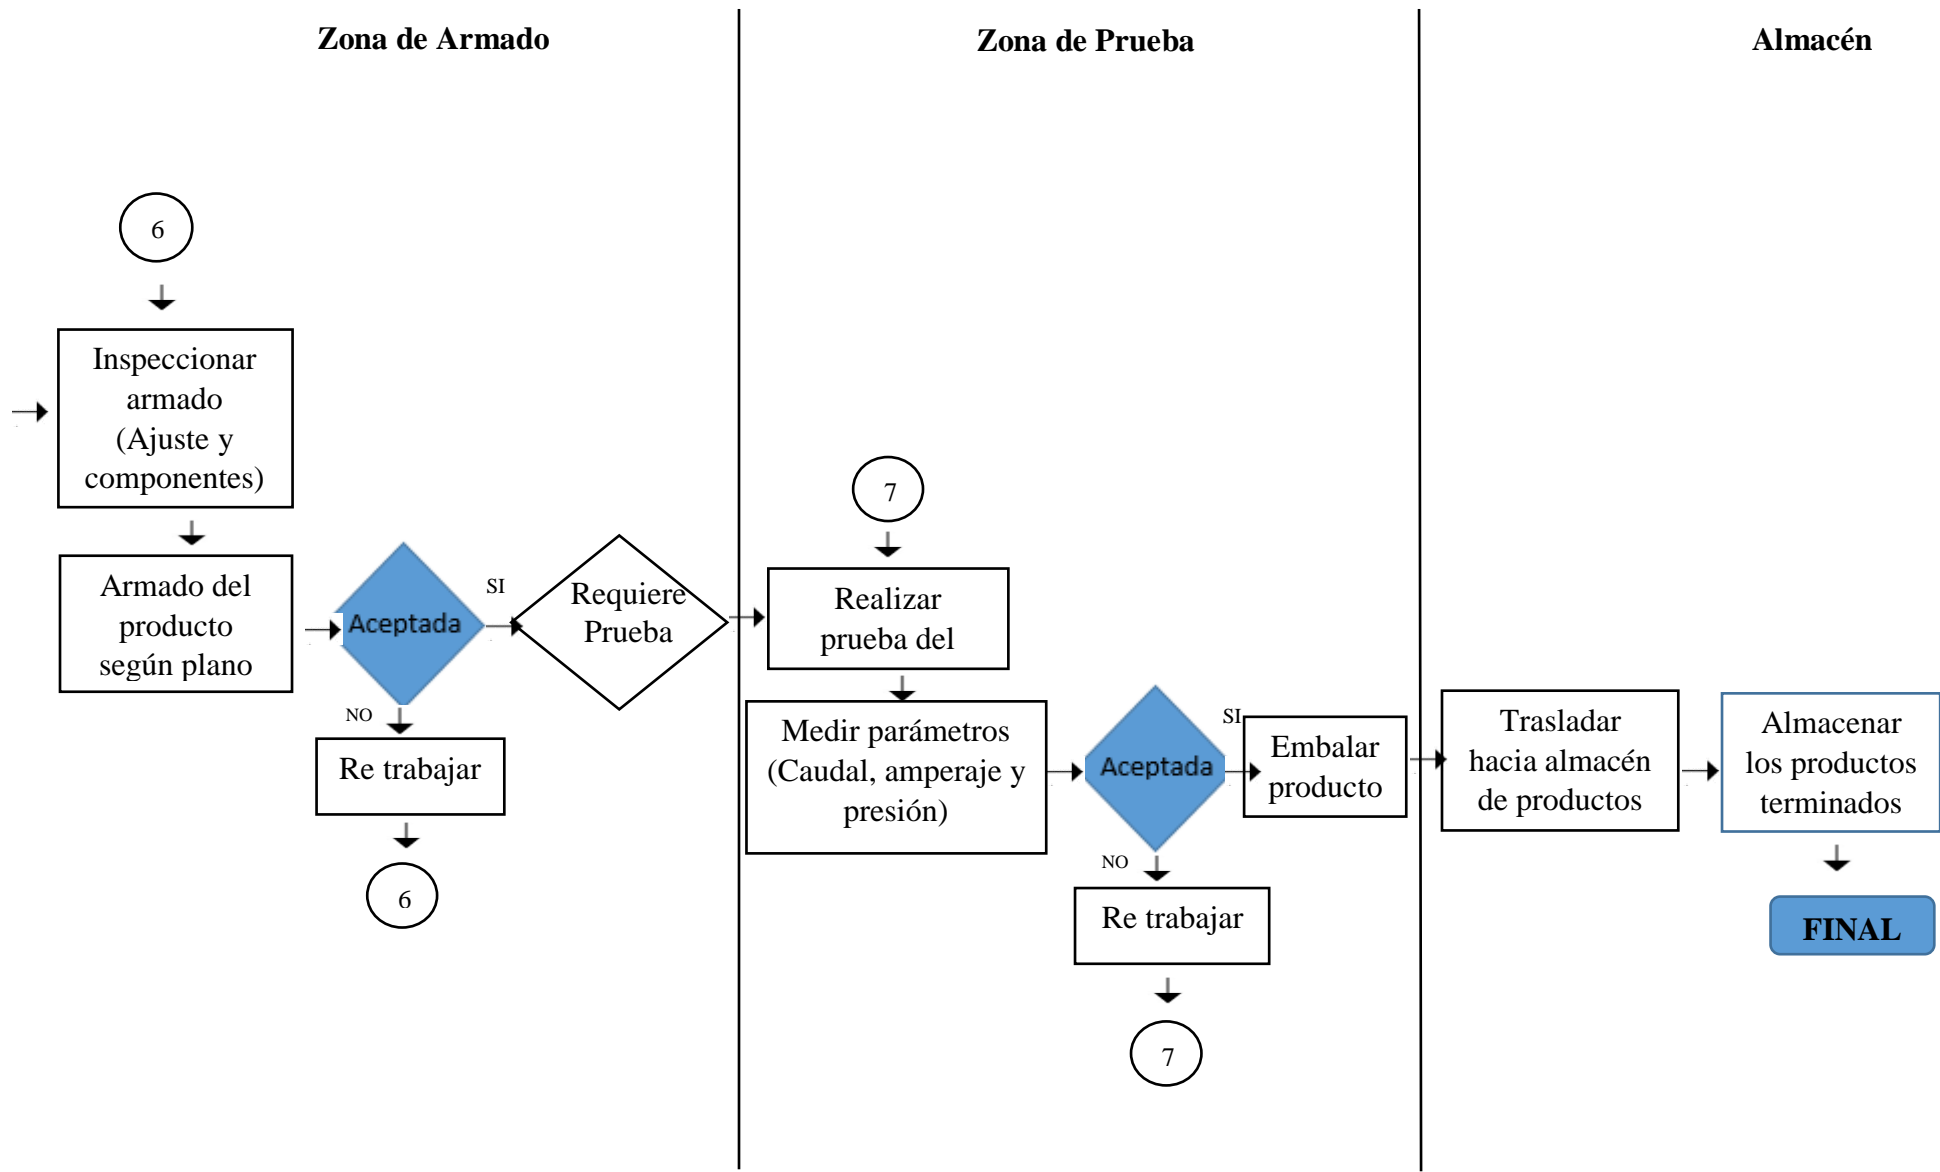 Zona de Armado
Zona de Prueba
Almacén
6
Inspeccionar
armado
(Ajuste y
componentes)
Armado del
producto
según plano
Aceptada
SI
NO
Re trabajar
6
Requiere
Prueba
7
Realizar
prueba del
Medir parámetros
(Caudal, amperaje y
presión)
Aceptada
SI
NO
Re trabajar
7
Embalar
producto
Trasladar
hacia almacén
de productos
Almacenar
los productos
terminados
FINAL